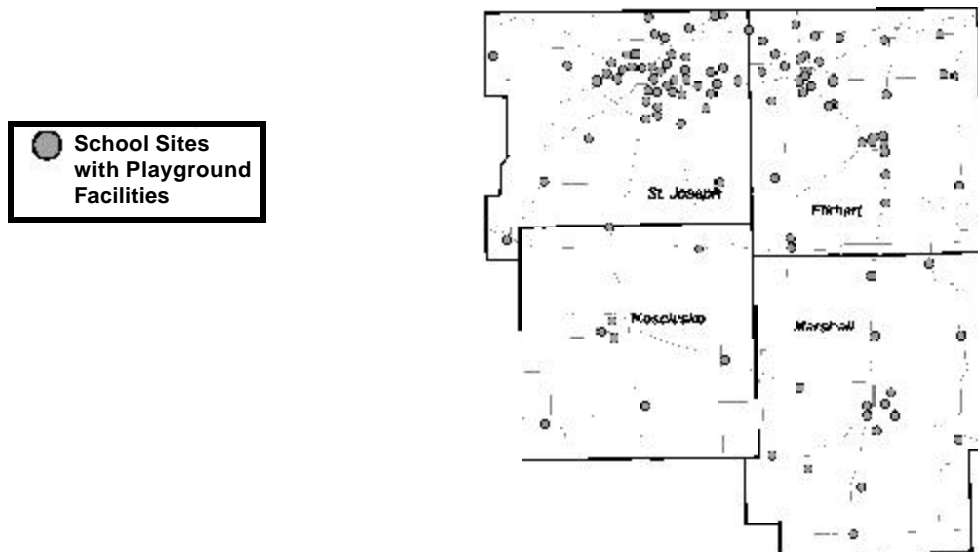 School Sites
with Playground
Facilities
St. Joseph
Elkhart
Kosciusko
Marshall